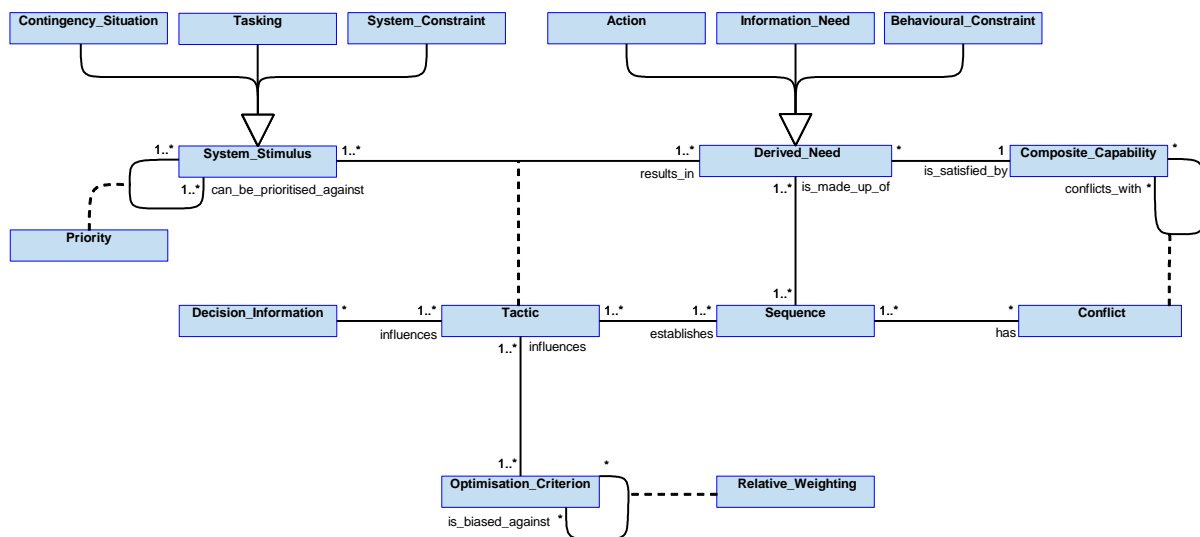 Contingency_Situation
Tasking
System_Constraint
Action
Information_Need
Behavioural_Constraint
1..*
System_Stimulus
1..*
1..*
Derived_Need
*
1
Composite_Capability
*
1..*
can_be_prioritised_against
results_in
1..*
is_made_up_of
is_satisfied_by
conflicts_with
*
Priority
1..*
Decision_Information
*
1..*
Tactic
1..*
1..*
Sequence
1..*
*
Conflict
influences
influences
establishes
has
1..*
1..*
*
Optimisation_Criterion
Relative_Weighting
is_biased_against
*